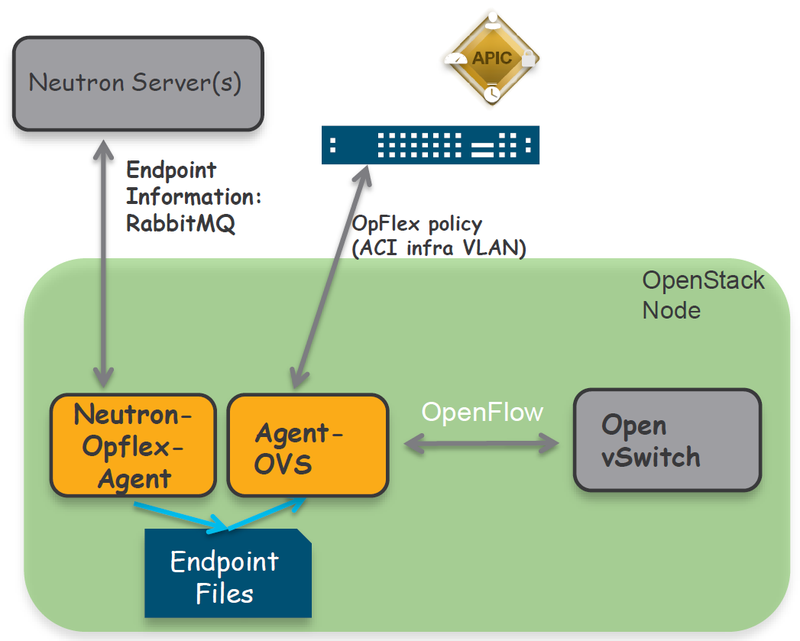 Neutron Server(s)
APIC
Endpoint
Information:
RabbitMQ
OpFlex policy
(ACI infra VLAN)
OpenStack
Node
Neutron-
Opflex-
Agent
Agent-
OVS
OpenFlow
Open
vSwitch
Endpoint
Files